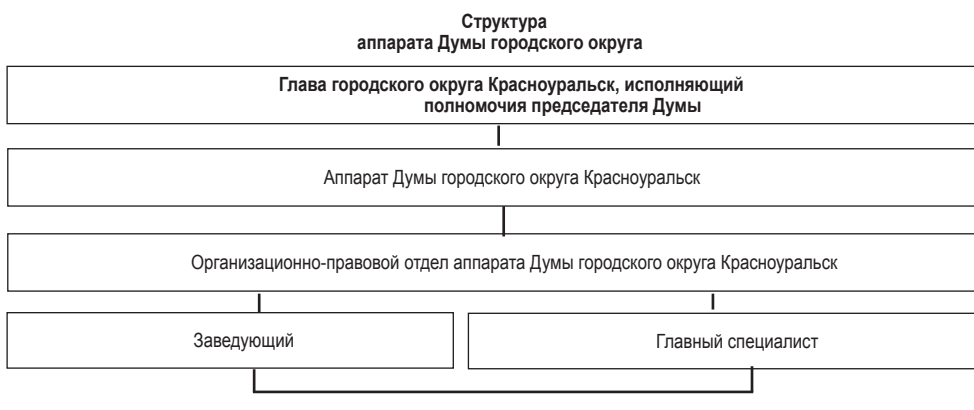 Структура
аппарата Думы городского округа
Глава городского округа Красноуральск, исполняющий
полномочия председателя Думы
Аппарат Думы городского округа Красноуральск
Организационно-правовой отдел аппарата Думы городского округа Красноуральск
Заведующий
Главный специалист